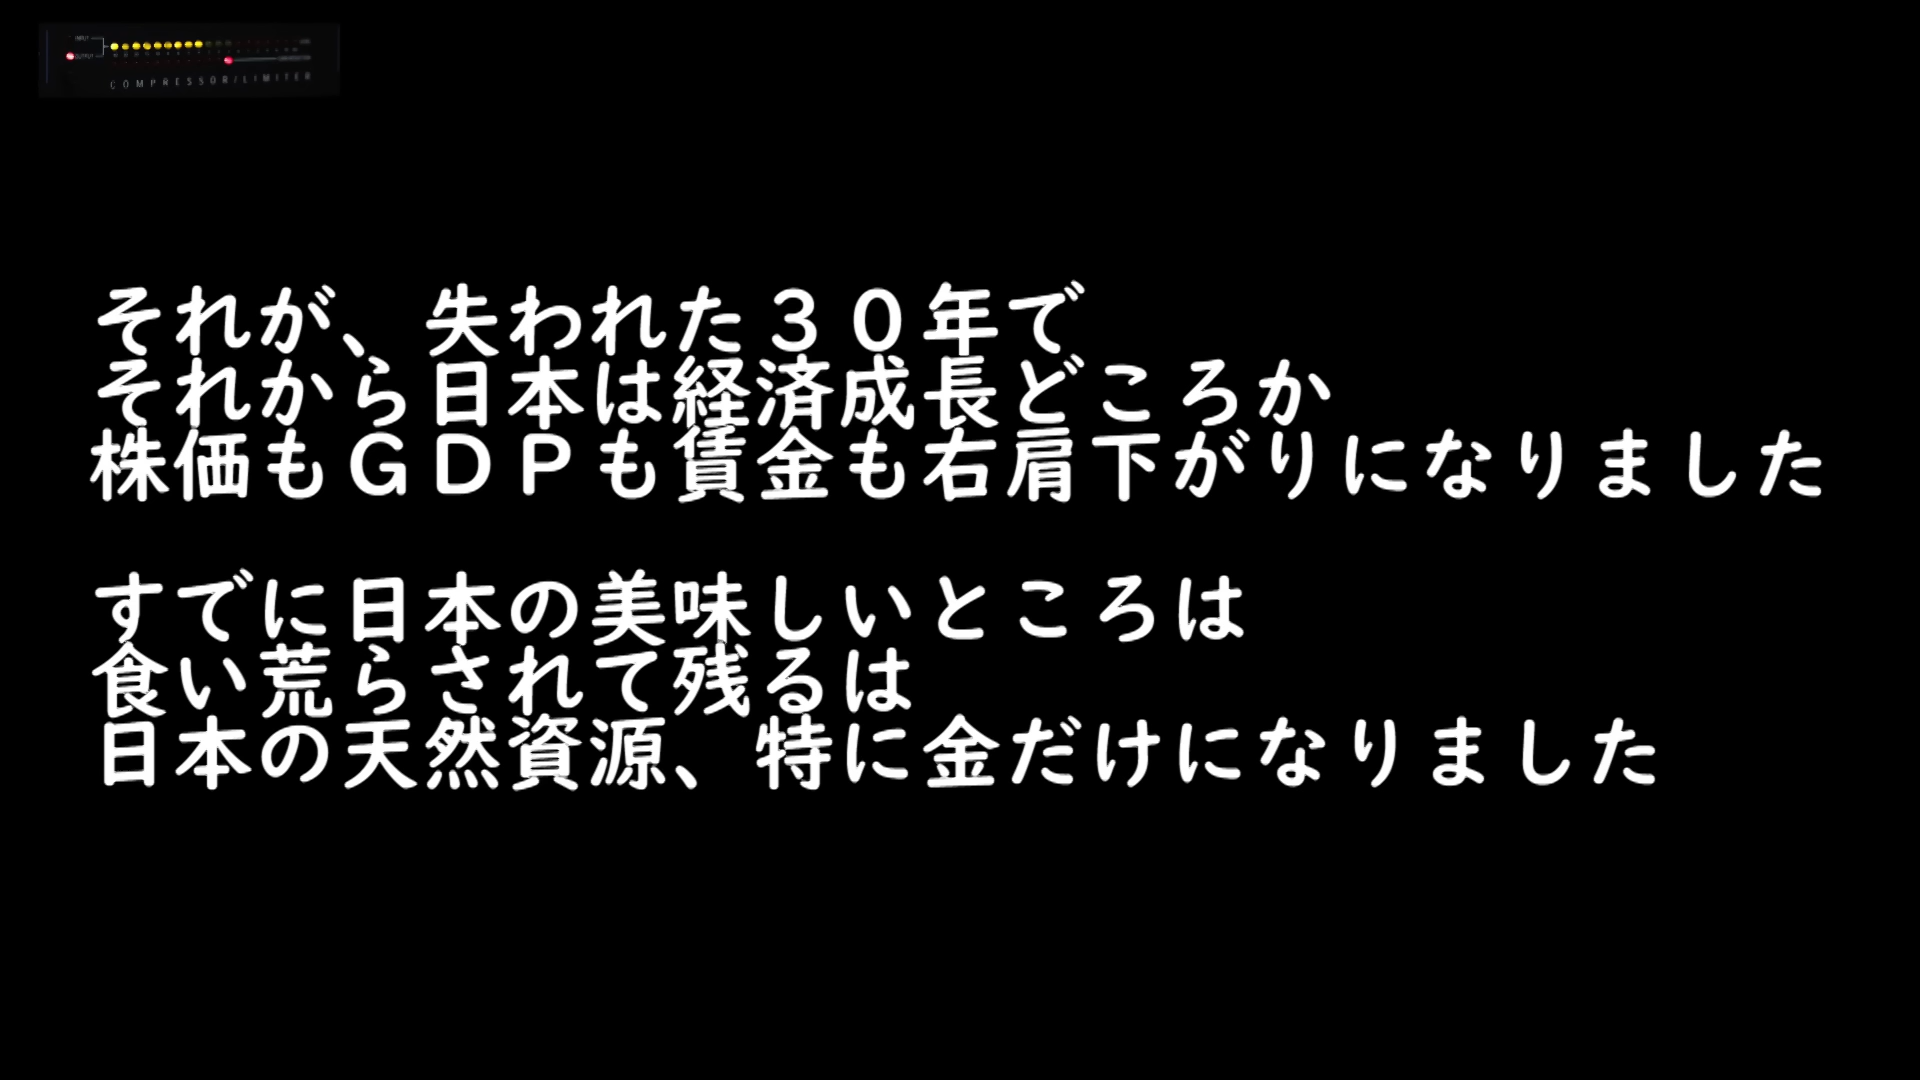 INPUT
OUTPUT
COMPRESSOR/LIMITER
それが、失われた３０年で
それから日本は経済成長どころか
株価もＧＤＰも賃金も右肩下がりになりました
すでに日本の美味しいところは
食い荒らされて残るは
日本の天然資源、特に金だけになりました